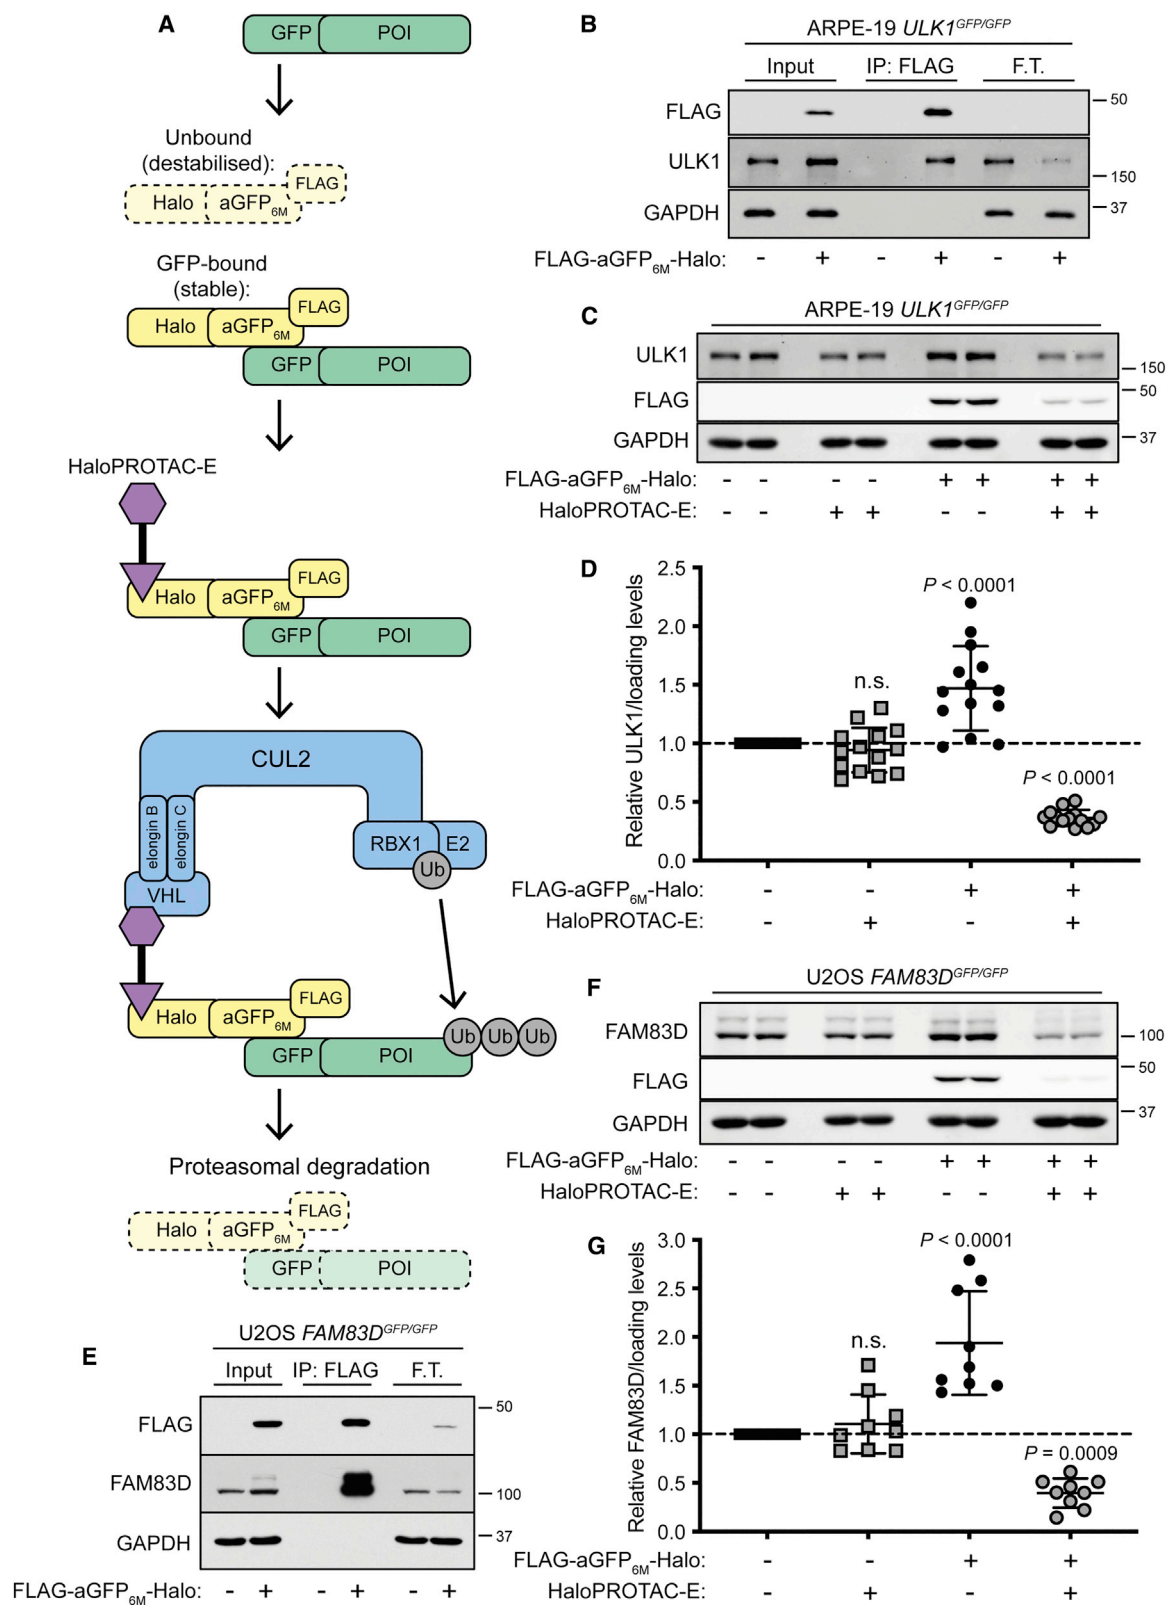 A
GFP POI
Unbound
(destabilised):
FLAG
Halo aGFP6M
GFP-bound
(stable):
FLAG
Halo aGFP6M
GFP POI
HaloPROTAC-E
FLAG
Halo aGFP6M
GFP POI
CUL2
elongin B
elongin C
RBX1 E2
Ub
VHL
FLAG
Halo aGFP6M
Ub Ub Ub
GFP POI
Proteasomal degradation
FLAG
Halo aGFP6M
GFP POI
B
ARPE-19 ULK1GFP/GFP
Input IP: FLAG F.T.
FLAG
50
ULK1
150
GAPDH
37
FLAG-aGFP6M-Halo: - + - + - +
C
ARPE-19 ULK1GFP/GFP
ULK1
150
FLAG
50
GAPDH
37
FLAG-aGFP6M-Halo: - - - - + + + +
HaloPROTAC-E: - - + + - - + +
D
Relative ULK1/loading levels
2.5
2.0
1.5
1.0
0.5
0.0
n.s.
P < 0.0001
P < 0.0001
FLAG-aGFP6M-Halo: - - + +
HaloPROTAC-E: - + - +
E
U2OS FAM83DGFP/GFP
Input IP: FLAG F.T.
FLAG
50
FAM83D
100
GAPDH
37
FLAG-aGFP6M-Halo: - + - + - +
F
U2OS FAM83DGFP/GFP
FAM83D
100
FLAG
50
GAPDH
37
FLAG-aGFP6M-Halo: - - - - + + + +
HaloPROTAC-E: - - + + - - + +
G
Relative FAM83D/loading levels
3.0
2.5
2.0
1.5
1.0
0.5
0.0
n.s.
P < 0.0001
P = 0.0009
FLAG-aGFP6M-Halo: - - + +
HaloPROTAC-E: - + - +